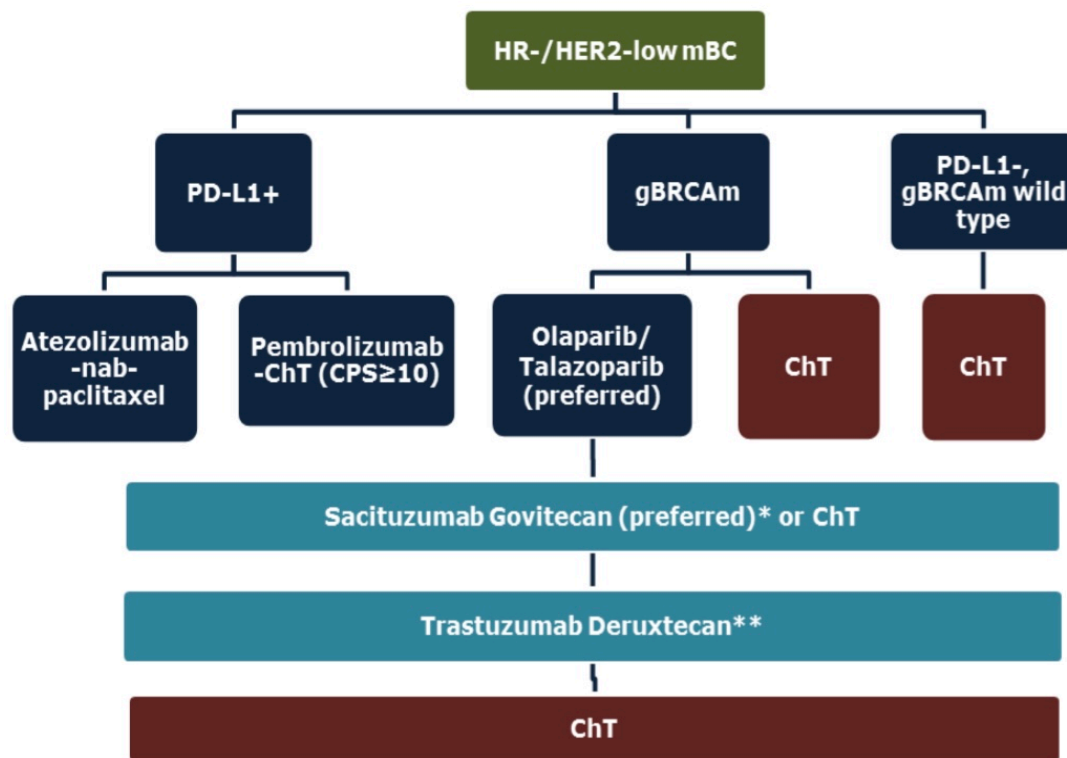 HR-/HER2-low mBC
PD-L1+
gBRCAm
PD-L1-,
gBRCAm wild
type
Atezolizumab
-nab-
paclitaxel
Pembrolizumab
-ChT (CPS≥10)
Olaparib/
Talazoparib
(preferred)
ChT
ChT
Sacituzumab Govitecan (preferred)* or ChT
Trastuzumab Deruxtecan**
ChT